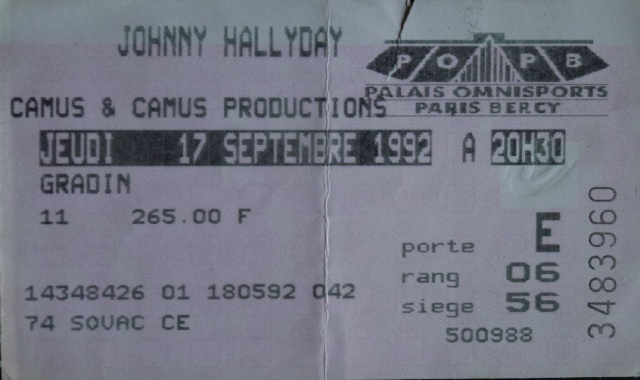 JOHNNY HALLYDAY
P O P B
PALAIS OMNISPORTS
PARIS BERCY
CAMUS & CAMUS PRODUCTIONS
JEUDI 17 SEPTEMBRE 1992 A 20H30
GRADIN
11 265.00 F
porte E
rang 06
siege 56
14348426 01 180592 042
74 SOVAC CE
500988
3483960